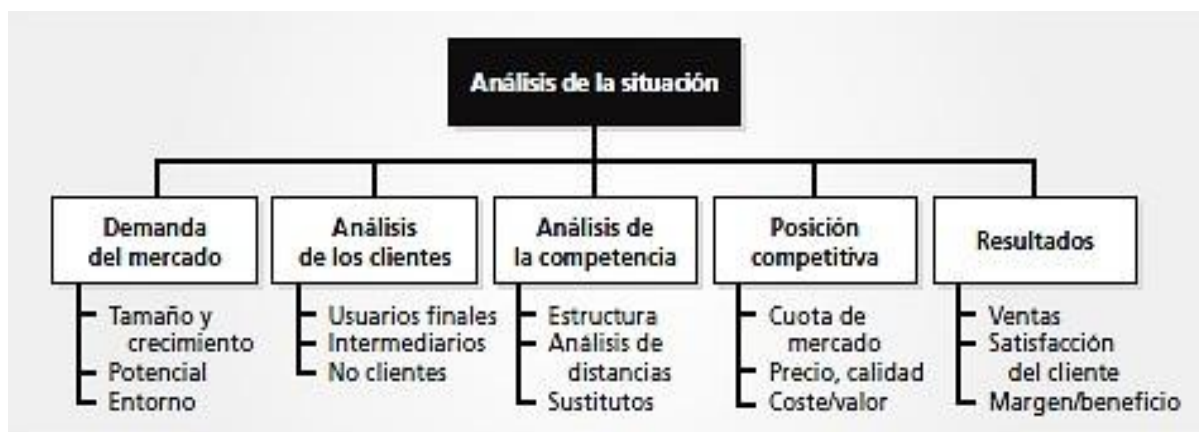 Análisis de la situación
Demanda
del mercado
Tamaño y
crecimiento
Potencial
Entorno
Análisis
de los clientes
Usuarios finales
Intermediarios
No clientes
Análisis de
la competencia
Estructura
Análisis de
distancias
Sustitutos
Posición
competitiva
Cuota de
mercado
Precio, calidad
Coste/valor
Resultados
Ventas
Satisfacción
del cliente
Margen/beneficio